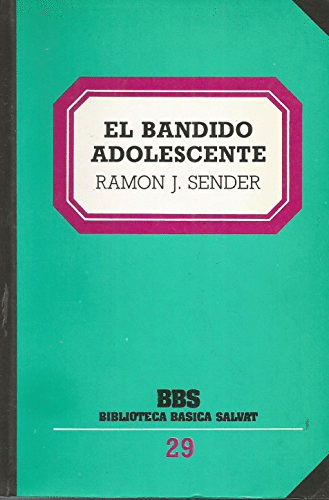 EL BANDIDO
ADOLESCENTE
RAMON J. SENDER
BBS
BIBLIOTECA BASICA SALVAT
29